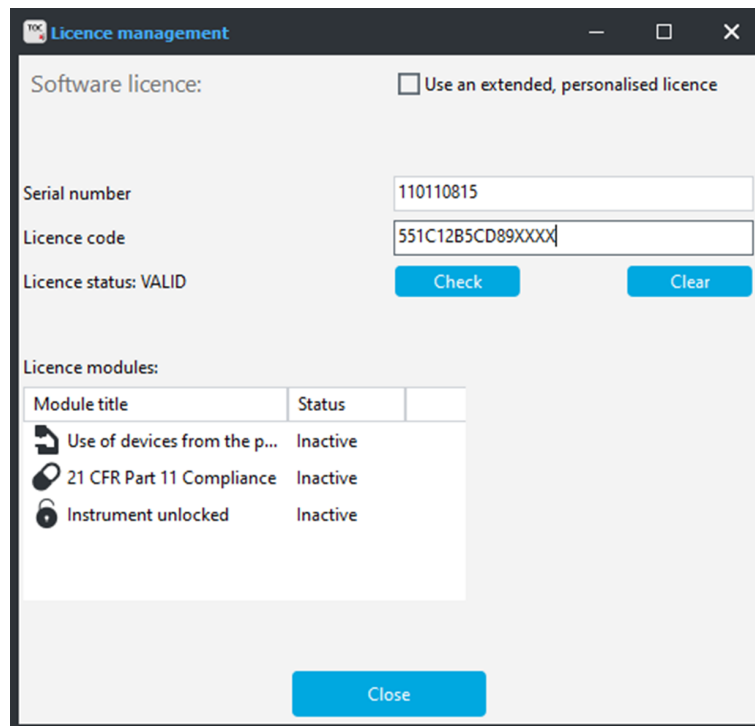 TOC
Licence management
Software licence:
Use an extended, personalised licence
Serial number
110110815
Licence code
551C12B5CD89XXXX
Licence status: VALID
Check
Clear
Licence modules:
Module title Status
Use of devices from the p... Inactive
21 CFR Part 11 Compliance Inactive
Instrument unlocked Inactive
Close